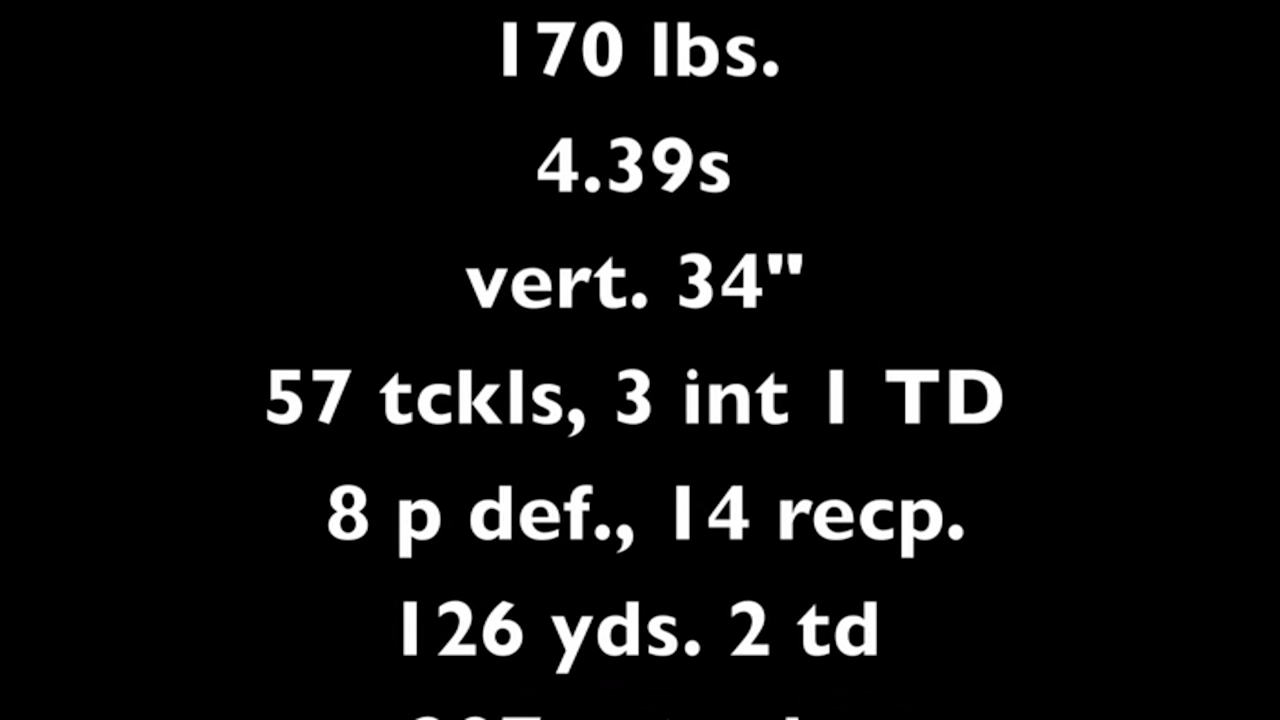 170 lbs.
4.39s
vert. 34"
57 tckls, 3 int 1 TD
8 p def., 14 recp.
126 yds. 2 td